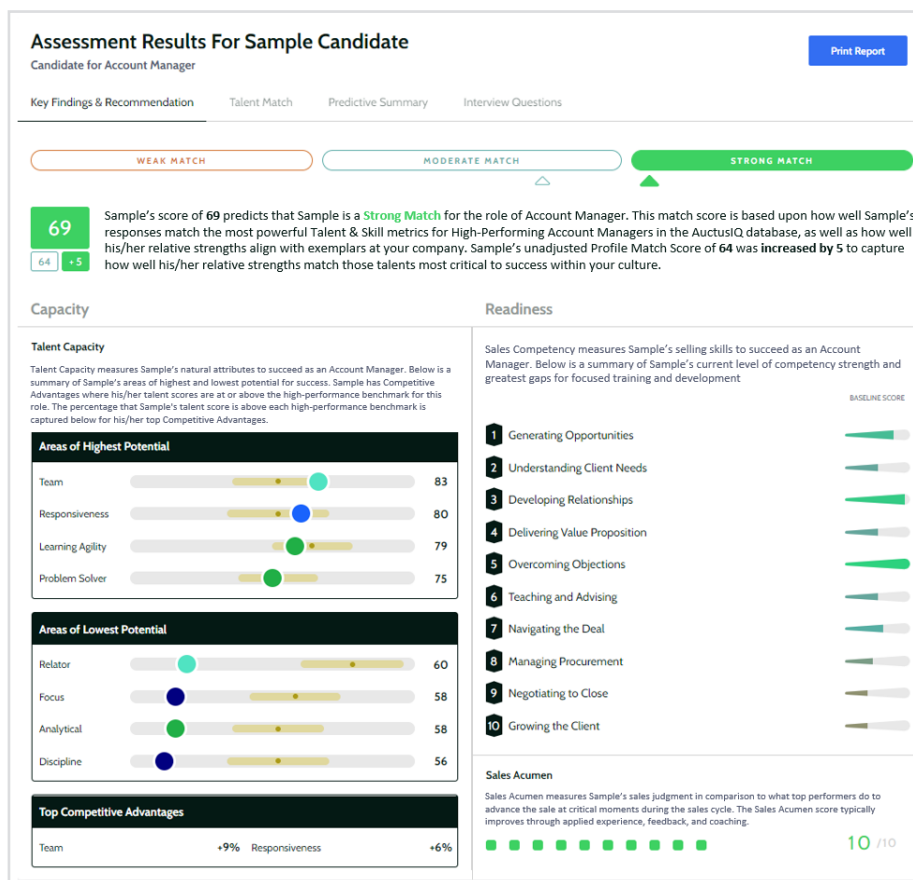 Assessment Results For Sample Candidate
Candidate for Account Manager
Print Report
Key Findings & Recommendation
Talent Match
Predictive Summary
Interview Questions
WEAK MATCH
MODERATE MATCH
STRONG MATCH
69
64
+5
Sample's score of 69 predicts that Sample is a Strong Match for the role of Account Manager. This match score is based upon how well Sample's
responses match the most powerful Talent & Skill metrics for High-Performing Account Managers in the AuctusIQ database, as well as how well
his/her relative strengths align with exemplars at your company. Sample's unadjusted Profile Match Score of 64 was increased by 5 to capture
how well his/her relative strengths match those talents most critical to success within your culture.
Capacity
Talent Capacity
Talent Capacity measures Sample's natural attributes to succeed as an Account Manager. Below is a
summary of Sample's areas of highest and lowest potential for success. Sample has Competitive
Advantages where his/her talent scores are at or above the high-performance benchmark for this
role. The percentage that Sample's talent score is above each high-performance benchmark is
captured below for his/her top Competitive Advantages.
Areas of Highest Potential
Team 83
Responsiveness 80
Learning Agility 79
Problem Solver 75
Areas of Lowest Potential
Relator 60
Focus 58
Analytical 58
Discipline 56
Top Competitive Advantages
Team +9% Responsiveness +6%
Readiness
Sales Competency measures Sample's selling skills to succeed as an Account
Manager. Below is a summary of Sample's current level of competency strength and
greatest gaps for focused training and development
BASELINE SCORE
1 Generating Opportunities
2 Understanding Client Needs
3 Developing Relationships
4 Delivering Value Proposition
5 Overcoming Objections
6 Teaching and Advising
7 Navigating the Deal
8 Managing Procurement
9 Negotiating to Close
10 Growing the Client
Sales Acumen
Sales Acumen measures Sample's sales judgment in comparison to what top performers do to
advance the sale at critical moments during the sales cycle. The Sales Acumen score typically
improves through applied experience, feedback, and coaching.
10 /10